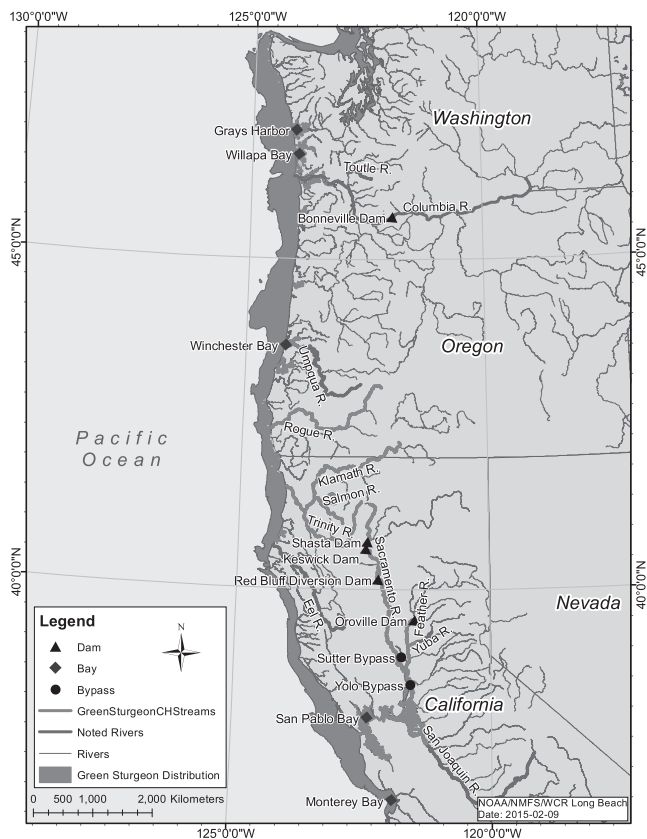 130°0'0"W
125°0'0"W
120°0'0"W
Washington
Grays Harbor
Willapa Bay
Toutle R.
Columbia R.
Bonneville Dam
45°0'0"N
45°0'0"N
Winchester Bay
Oregon
Umpqua R.
Rogue R.
Pacific
Ocean
Klamath R.
Salmon R.
Trinity R.
Shasta Dam
Keswick Dam
Sacramento R.
Red Bluff Diversion Dam
40°0'0"N
40°0'0"N
Eel R.
Feather R.
Nevada
Oroville Dam
Yuba R.
Sutter Bypass
Yolo Bypass
California
San Pablo Bay
San Joaquin R.
Monterey Bay
Legend
N
Dam
Bay
Bypass
GreenSturgeonCHStreams
Noted Rivers
Rivers
Green Sturgeon Distribution
0 500 1,000 2,000 Kilometers
NOAA/NMFS/WCR Long Beach
Date: 2015-02-09
125°0'0"W
120°0'0"W